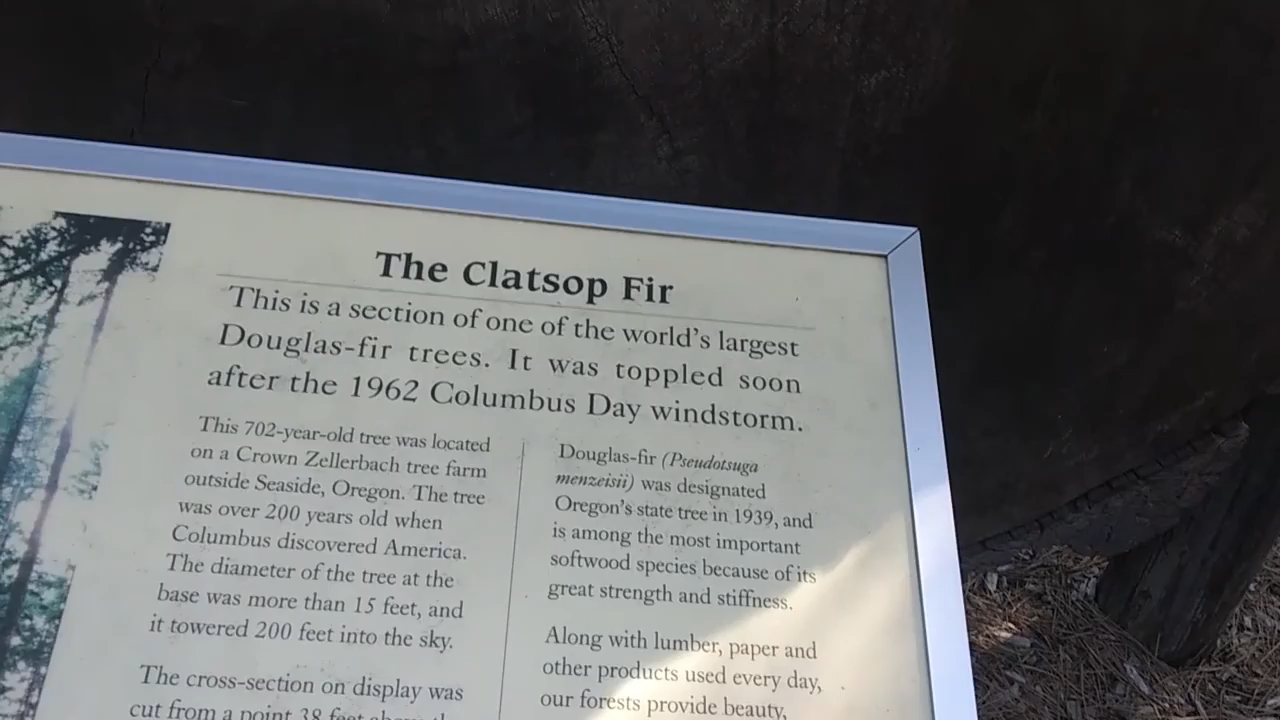 The Clatsop Fir
This is a section of one of the world's largest
Douglas-fir trees. It was toppled soon
after the 1962 Columbus Day windstorm.
This 702-year-old tree was located
on a Crown Zellerbach tree farm
outside Seaside, Oregon. The tree
was over 200 years old when
Columbus discovered America.
The diameter of the tree at the
base was more than 15 feet, and
it towered 200 feet into the sky.
The cross-section on display was
cut from a point 38 feet
Douglas-fir (Pseudotsuga
menzeisii) was designated
Oregon's state tree in 1939, and
is among the most important
softwood species because of its
great strength and stiffness.
Along with lumber, paper and
other products used every day,
our forests provide beauty,